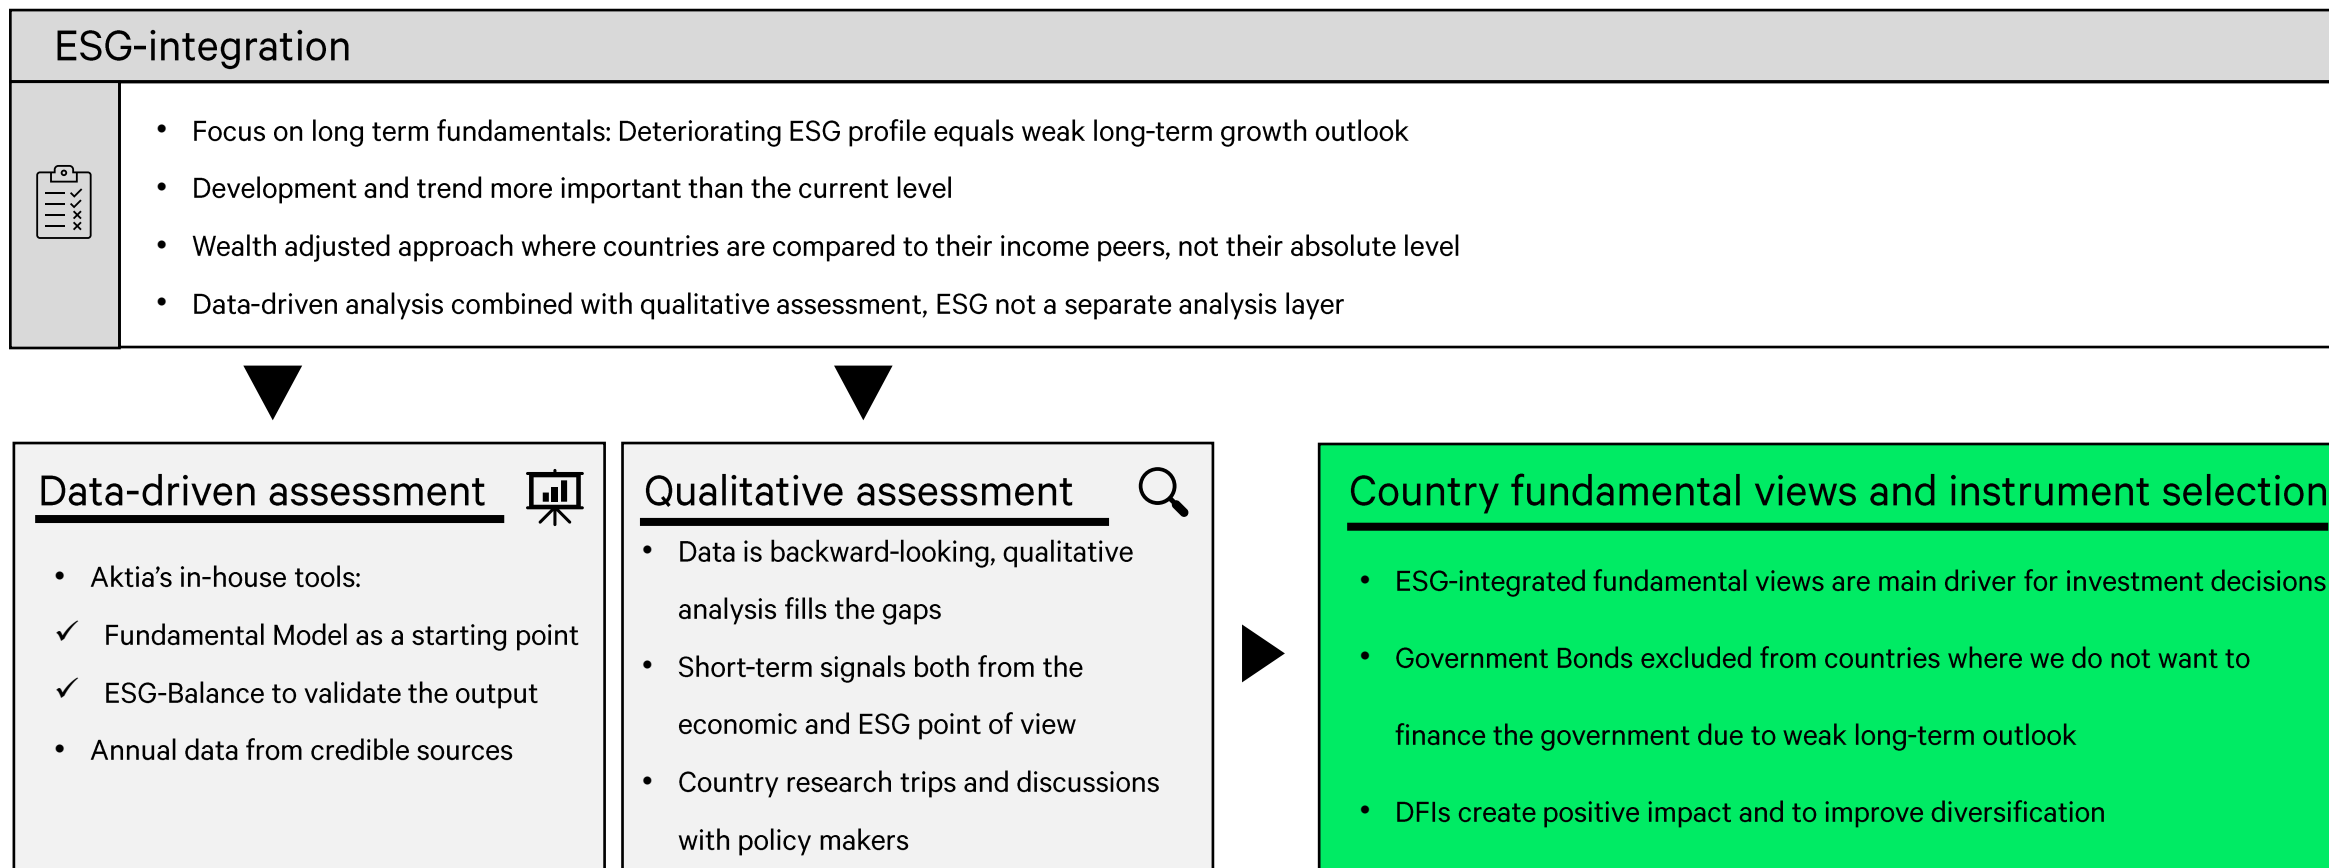 ESG-integration
• Focus on long term fundamentals: Deteriorating ESG profile equals weak long-term growth outlook
• Development and trend more important than the current level
• Wealth adjusted approach where countries are compared to their income peers, not their absolute level
• Data-driven analysis combined with qualitative assessment, ESG not a separate analysis layer
Data-driven assessment
• Aktia’s in-house tools:
✓ Fundamental Model as a starting point
✓ ESG-Balance to validate the output
• Annual data from credible sources
Qualitative assessment
• Data is backward-looking, qualitative
analysis fills the gaps
• Short-term signals both from the
economic and ESG point of view
• Country research trips and discussions
with policy makers
Country fundamental views and instrument selection
• ESG-integrated fundamental views are main driver for investment decisions
• Government Bonds excluded from countries where we do not want to
finance the government due to weak long-term outlook
• DFIs create positive impact and to improve diversification